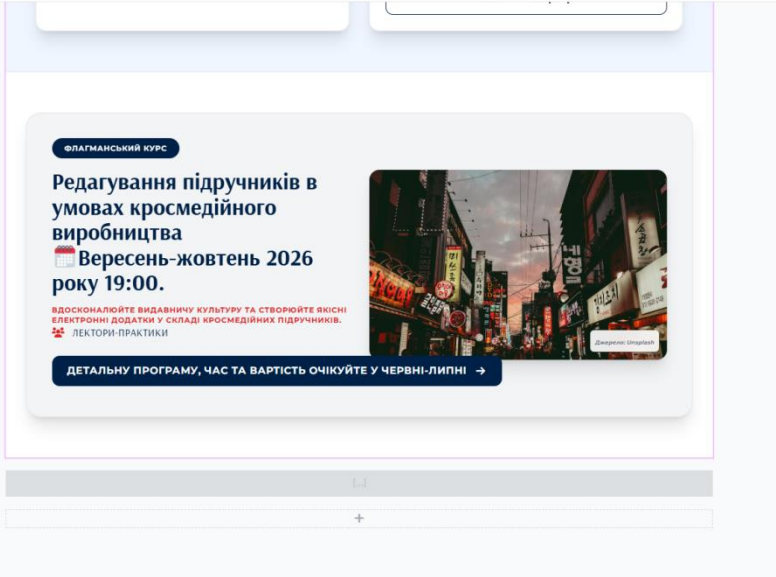 ФЛАГМАНСЬКИЙ КУРС
Редагування підручників в
умовах кросмедійного
виробництва
Вересень-жовтень 2026
року 19:00.
ВДОСКОНАЛЮЙТЕ ВИДАВНИЧУ КУЛЬТУРУ ТА СТВОРЮЙТЕ ЯКІСНІ
ЕЛЕКТРОННІ ДОДАТКИ У СКЛАДІ КРОСМЕДІЙНИХ ПІДРУЧНИКІВ.
ЛЕКТОРИ-ПРАКТИКИ
Джерело: Unsplash
ДЕТАЛЬНУ ПРОГРАМУ, ЧАС ТА ВАРТІСТЬ ОЧІКУЙТЕ У ЧЕРВНІ-ЛИПНІ →
[...]
+